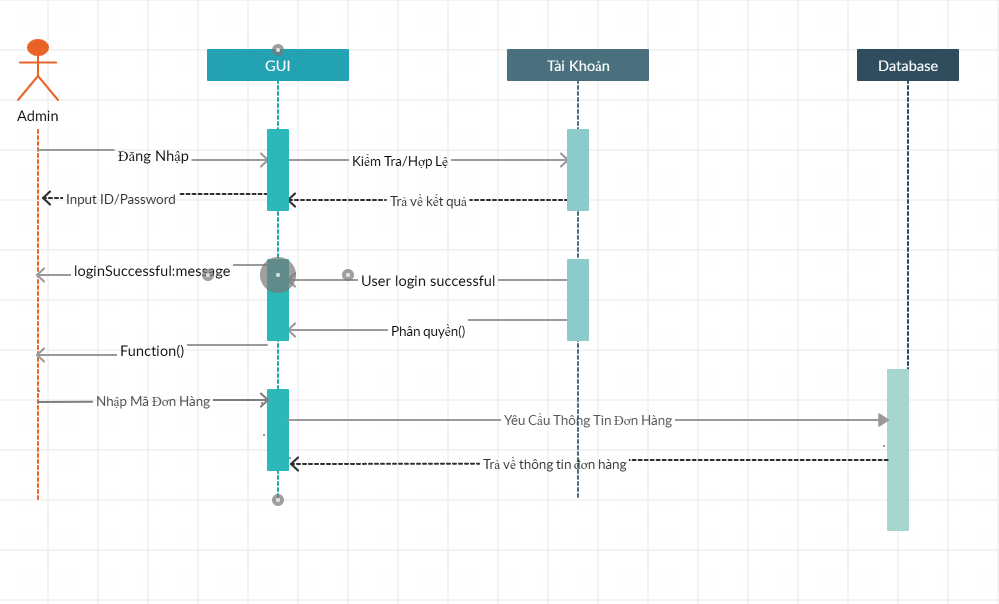 GUI
Tài Khoản
Database
Admin
Đăng Nhập
Kiểm Tra/Hợp Lệ
Input ID/Password
Trả về kết quả
loginSuccessful:message
User login successful
Phân quyền()
Function()
Nhập Mã Đơn Hàng
Yêu Cầu Thông Tin Đơn Hàng
Trả về thông tin đơn hàng